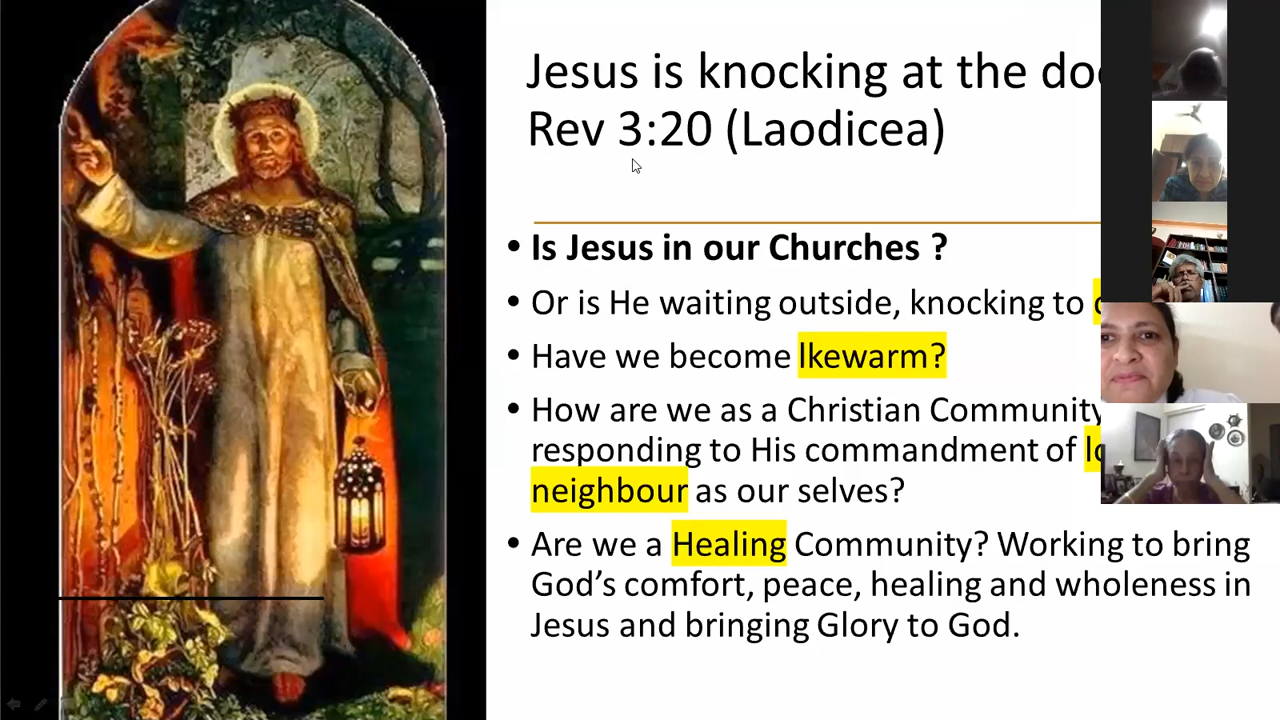 Jesus is knocking at the
Rev 3:20 (Laodicea)
• Is Jesus in our Churches ?
• Or is He waiting outside, knocking to
• Have we become lkewarm?
• How are we as a Christian Community
responding to His commandment of
neighbour as our selves?
• Are we a Healing Community? Working to bring
God’s comfort, peace, healing and wholeness in
Jesus and bringing Glory to God.